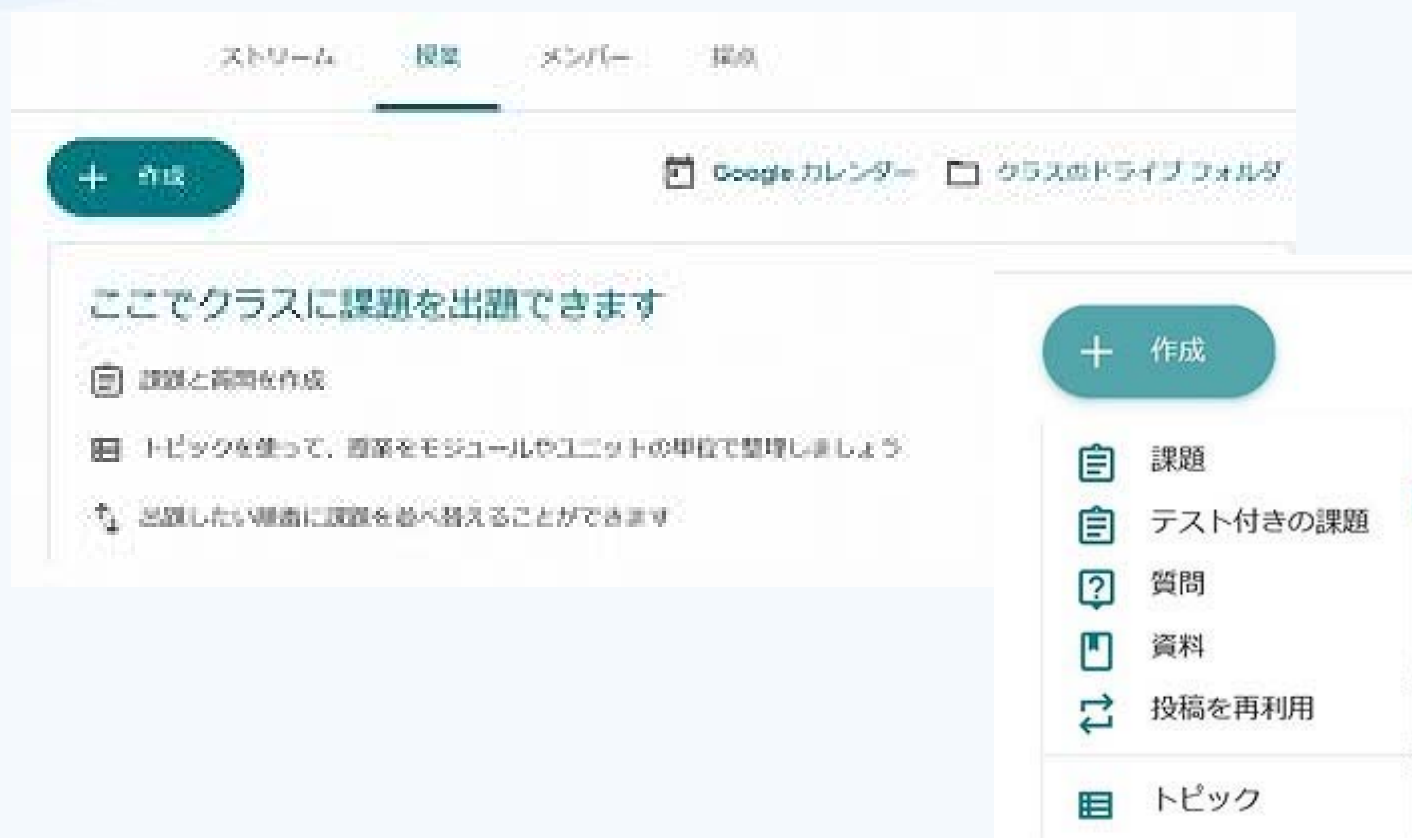 ストリーム 授業 メンバー 採点
作成
Google カレンダー クラスのドライブ フォルダ
ここでクラスに課題を出題できます
課題と質問を作成
トピックを使って、授業をモジュールやユニットの単位で整理しましょう
出題したい順番に課題を並べ替えることができます
作成
課題
テスト付きの課題
質問
資料
投稿を再利用
トピック